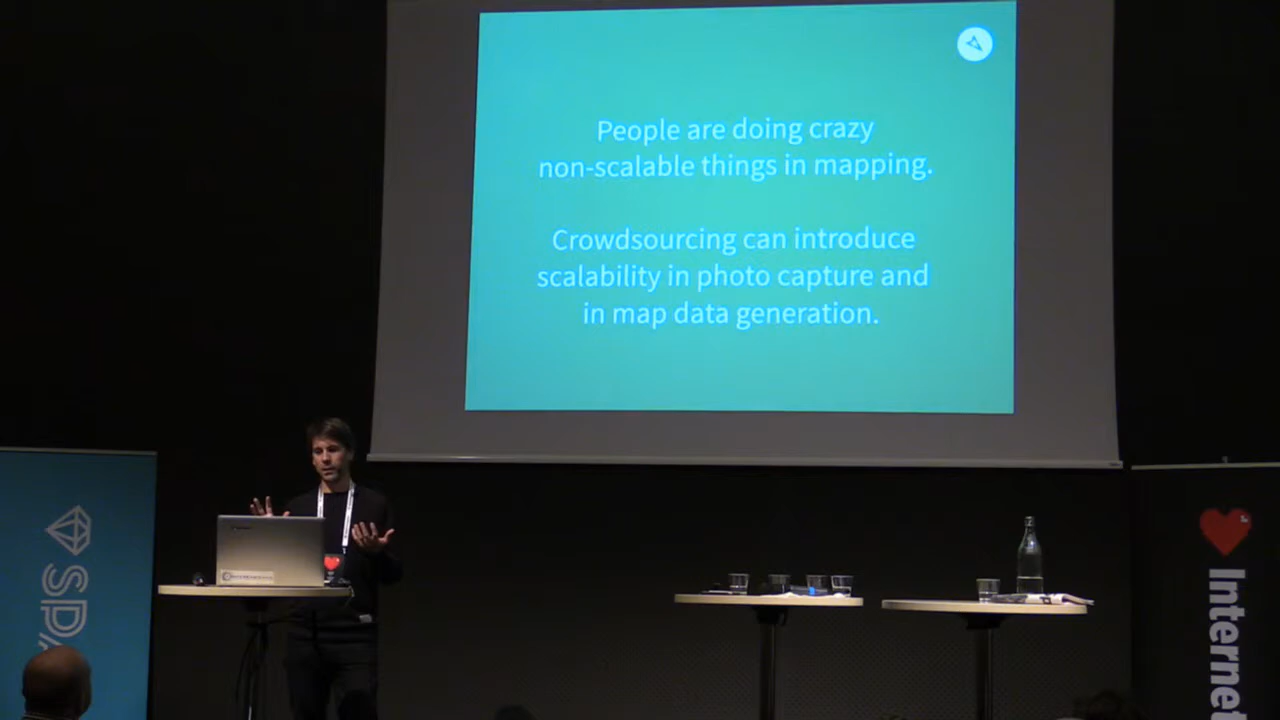 People are doing crazy
non-scalable things in mapping.
Crowdsourcing can introduce
scalability in photo capture and
in map data generation.
Internet